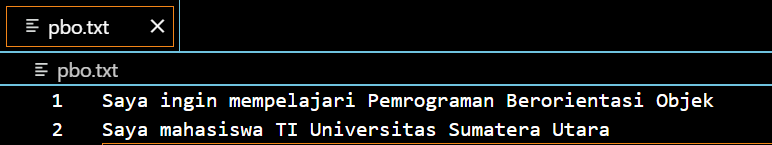 pbo.txt
pbo.txt
1 Saya ingin mempelajari Pemrograman Berorientasi Objek
2 Saya mahasiswa TI Universitas Sumatera Utara